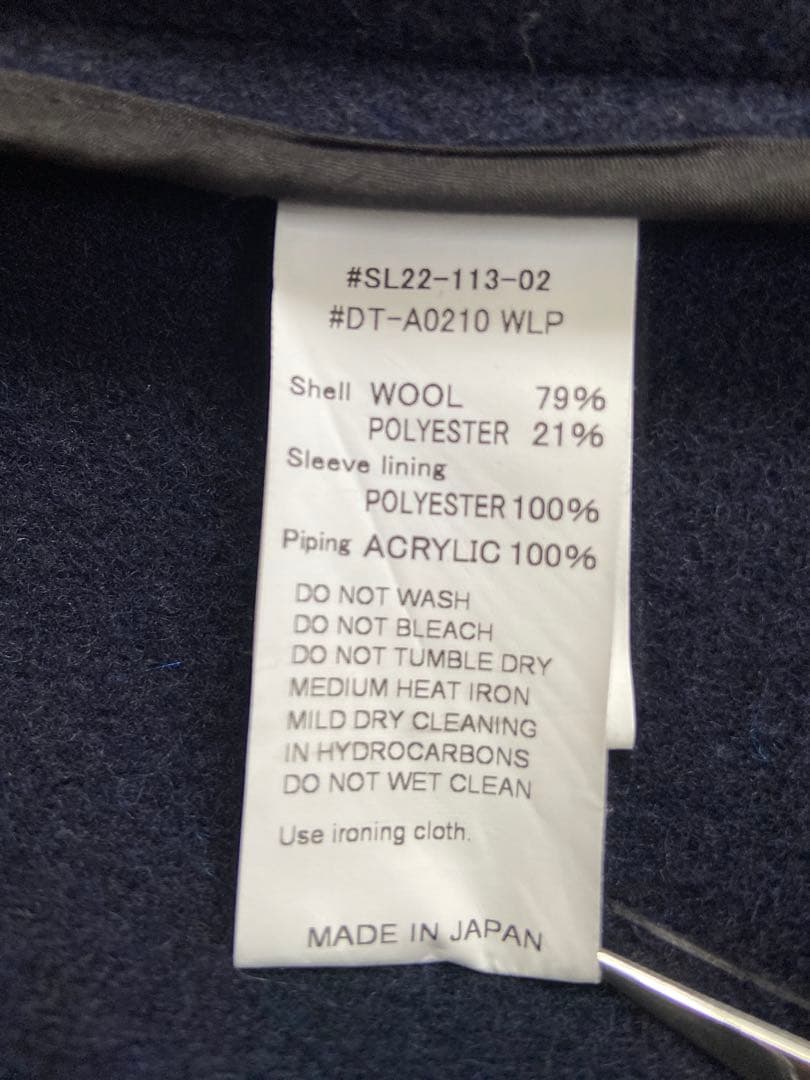 #SL22-113-02
#DT-A0210 WLP
Shell WOOL 79%
POLYESTER 21%
Sleeve lining
POLYESTER 100%
Piping ACRYLIC 100%
DO NOT WASH
DO NOT BLEACH
DO NOT TUMBLE DRY
MEDIUM HEAT IRON
MILD DRY CLEANING
IN HYDROCARBONS
DO NOT WET CLEAN
Use ironing cloth.
MADE IN JAPAN